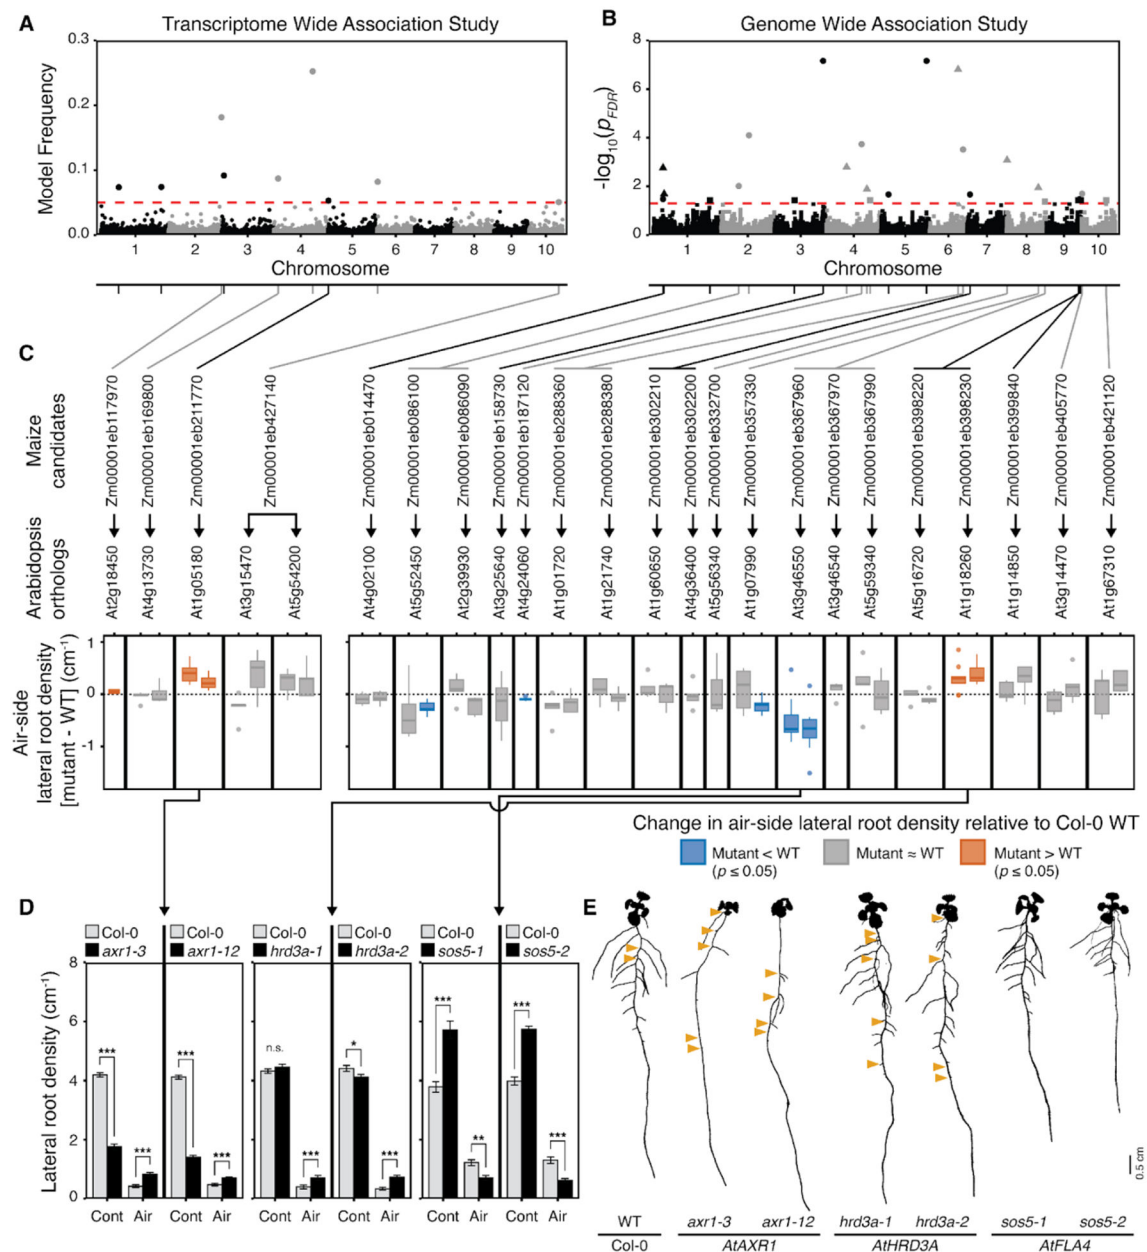 A
Transcriptome Wide Association Study
0.3
0.2
0.1
0.0
Model Frequency
1 2 3 4 5 6 7 8 9 10
Chromosome
B
Genome Wide Association Study
8
6
4
2
0
-log10(pFDR)
1 2 3 4 5 6 7 8 9 10
Chromosome
C
Maize
candidates
Zm00001eb117970
Zm00001eb169800
Zm00001eb211770
Zm00001eb427140
Zm00001eb014470
Zm00001eb086100
Zm00001eb086090
Zm00001eb158730
Zm00001eb187120
Zm00001eb288360
Zm00001eb288380
Zm00001eb302210
Zm00001eb302200
Zm00001eb332700
Zm00001eb357330
Zm00001eb367960
Zm00001eb367970
Zm00001eb367990
Zm00001eb398220
Zm00001eb398230
Zm00001eb399840
Zm00001eb405770
Zm00001eb421120
Arabidopsis
orthologs
At2g18450
At4g13730
At1g05180
At3g15470
At5g54200
At4g02100
At5g52450
At2g39930
At3g25640
At4g24060
At1g01720
At1g21740
At1g60650
At4g36400
At5g56340
At1g07990
At3g46550
At3g46540
At5g59340
At5g16720
At1g18260
At1g14850
At3g14470
At1g67310
Air-side
lateral root density
[mutant - WT] (cm-1)
1
0
-1
1
0
-1
Change in air-side lateral root density relative to Col-0 WT
Mutant < WT
(p ≤ 0.05)
Mutant ≈ WT
Mutant > WT
(p ≤ 0.05)
D
Col-0
axr1-3
Col-0
axr1-12
Col-0
hrd3a-1
Col-0
hrd3a-2
Col-0
sos5-1
Col-0
sos5-2
Lateral root density (cm-1)
8
6
4
2
0
***
***
***
***
n.s.
***
*
***
***
**
***
***
Cont Air Cont Air Cont Air Cont Air Cont Air Cont Air
E
0.5 cm
WT axr1-3 axr1-12 hrd3a-1 hrd3a-2 sos5-1 sos5-2
Col-0 AtAXR1 AtHRD3A AtFLA4